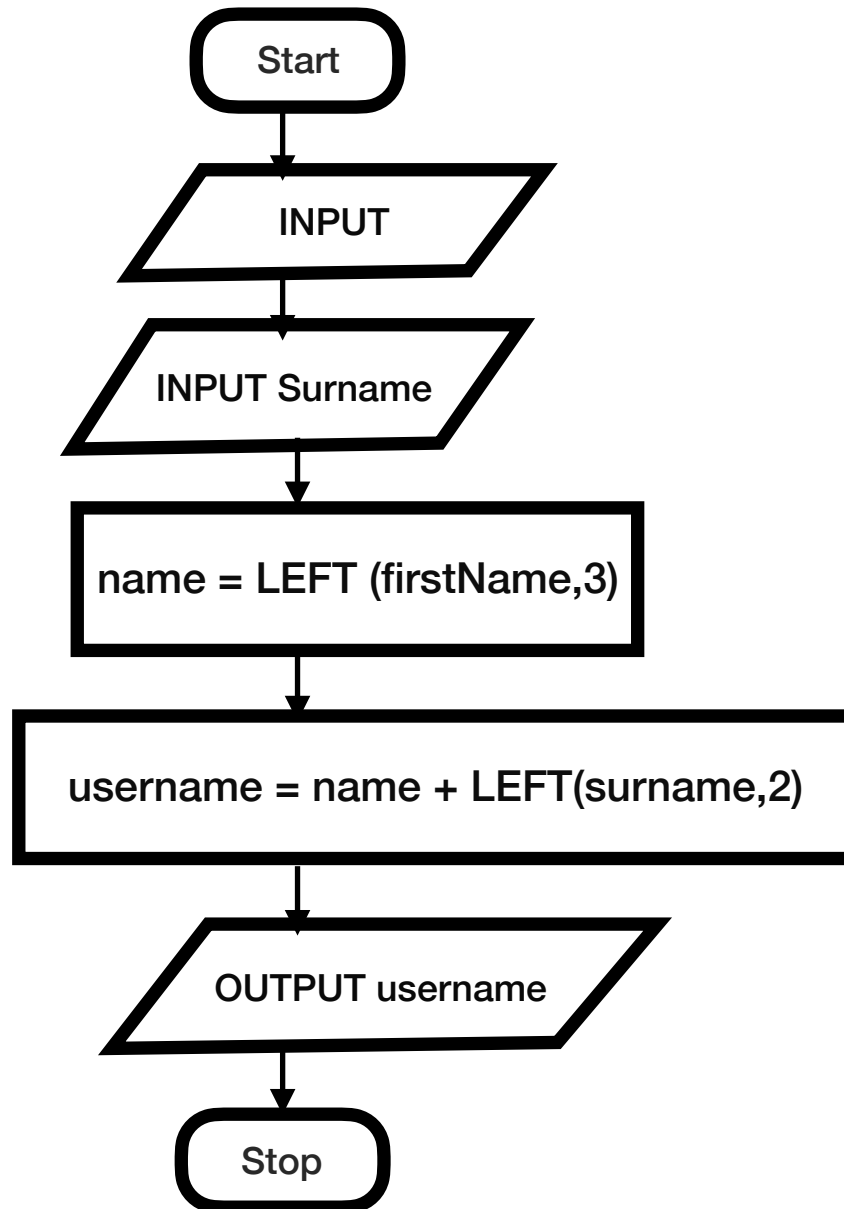 Start
INPUT
INPUT Surname
name = LEFT (firstName,3)
username = name + LEFT(surname,2)
OUTPUT username
Stop